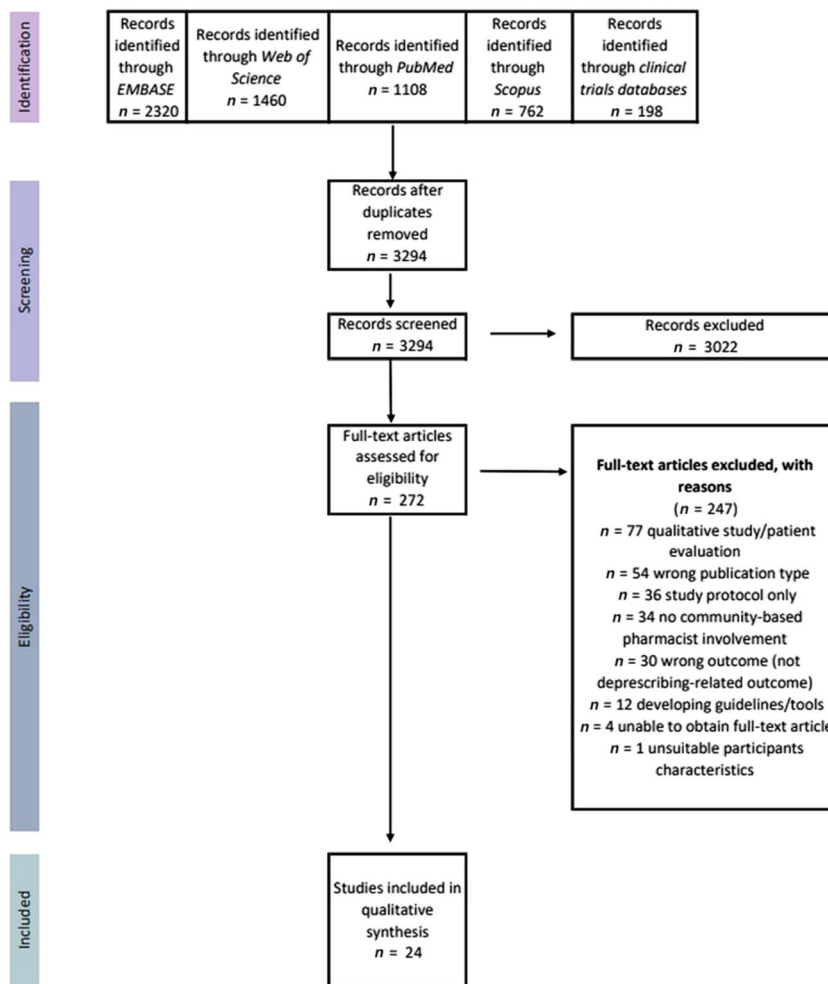 Identification
Records
identified
through
EMBASE
n = 2320
Records identified
through Web of
Science
n = 1460
Records identified
through PubMed
n = 1108
Records
identified
through
Scopus
n = 762
Records
identified
through clinical
trials databases
n = 198
Screening
Records after
duplicates
removed
n = 3294
Records screened
n = 3294
Records excluded
n = 3022
Eligibility
Full-text articles
assessed for
eligibility
n = 272
Full-text articles excluded, with
reasons
(n = 247)
n = 77 qualitative study/patient
evaluation
n = 54 wrong publication type
n = 36 study protocol only
n = 34 no community-based
pharmacist involvement
n = 30 wrong outcome (not
deprescribing-related outcome)
n = 12 developing guidelines/tools
n = 4 unable to obtain full-text article
n = 1 unsuitable participants
characteristics
Included
Studies included in
qualitative
synthesis
n = 24